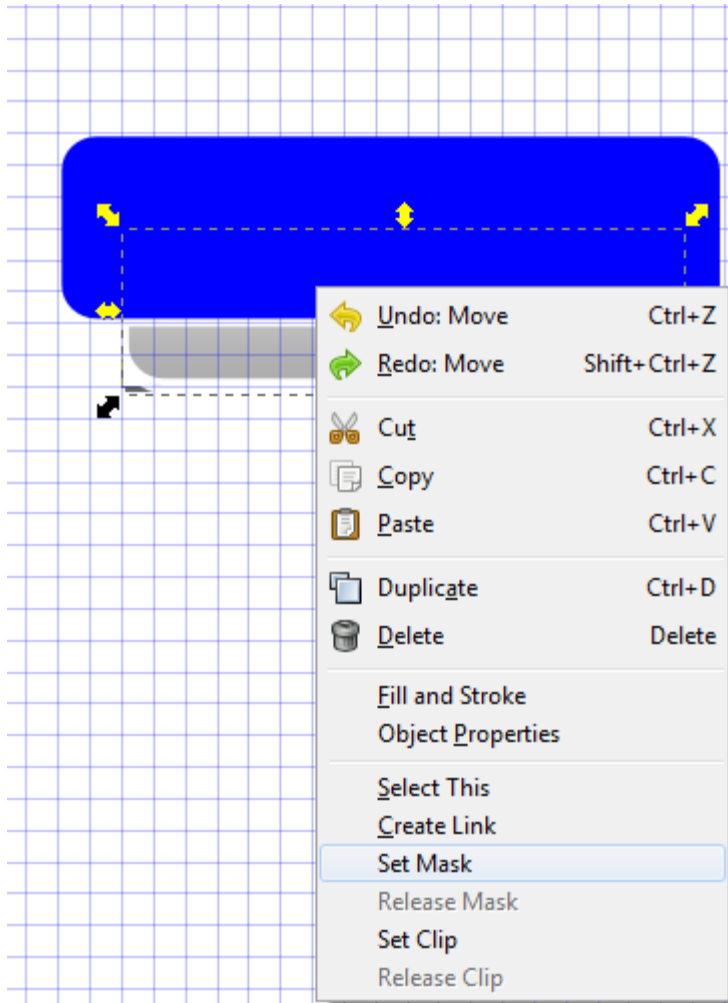 Undo: Move Ctrl+Z
Redo: Move Shift+Ctrl+Z
Cut Ctrl+X
Copy Ctrl+C
Paste Ctrl+V
Duplicate Ctrl+D
Delete Delete
Fill and Stroke
Object Properties
Select This
Create Link
Set Mask
Release Mask
Set Clip
Release Clip